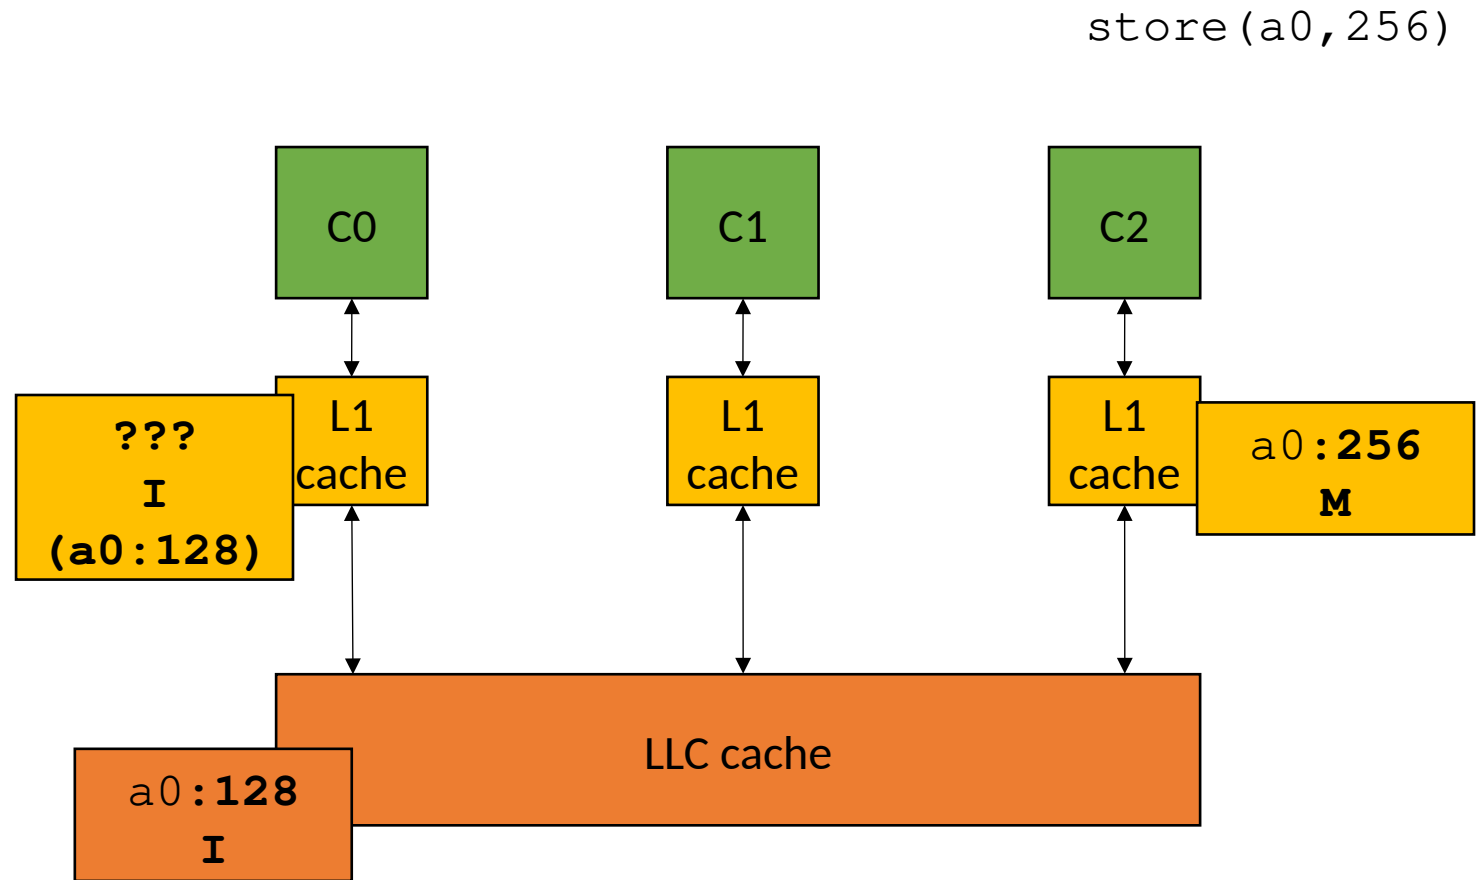 store(a0,256)
C0
C1
C2
???
I
(a0:128)
L1
cache
L1
cache
L1
cache
a0:256
M
LLC cache
a0:128
I